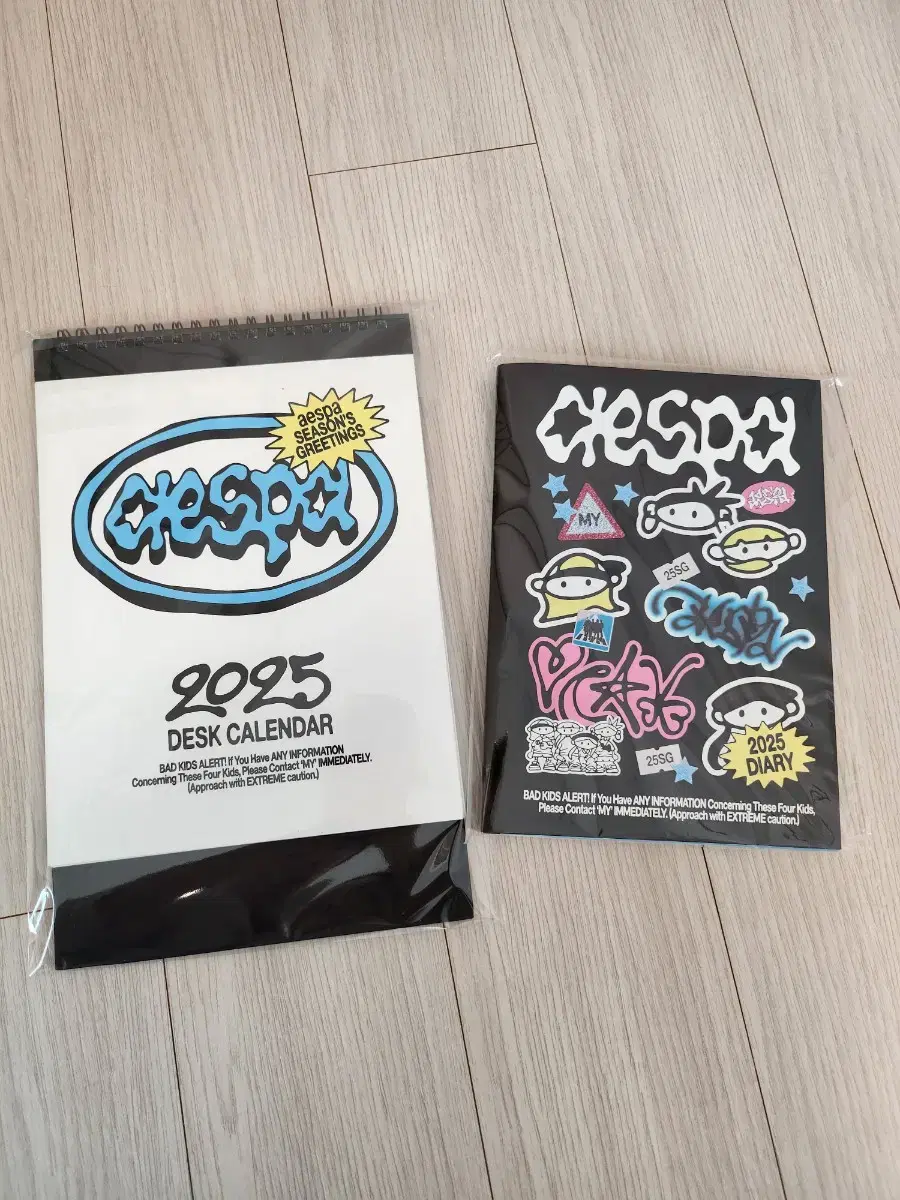 aespa
SEASON'S
GREETINGS
aespa
2025
DESK CALENDAR
BAD KIDS ALERT! If You Have ANY INFORMATION
Concerning These Four Kids, Please Contact 'MY' IMMEDIATELY.
(Approach with EXTREME caution.)
aespa
MY
aespa
25SG
25SG
2025
DIARY
BAD KIDS ALERT! If You Have ANY INFORMATION Concerning These Four Kids,
Please Contact 'MY' IMMEDIATELY. (Approach with EXTREME caution.)